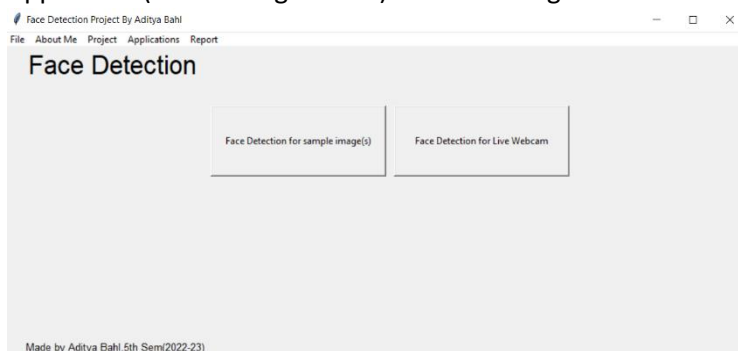 Face Detection Project By Aditya Bahl
File About Me Project Applications Report
Face Detection
Face Detection for sample image(s) Face Detection for Live Webcam
Made by Aditya Bahl,5th Sem(2022-23)